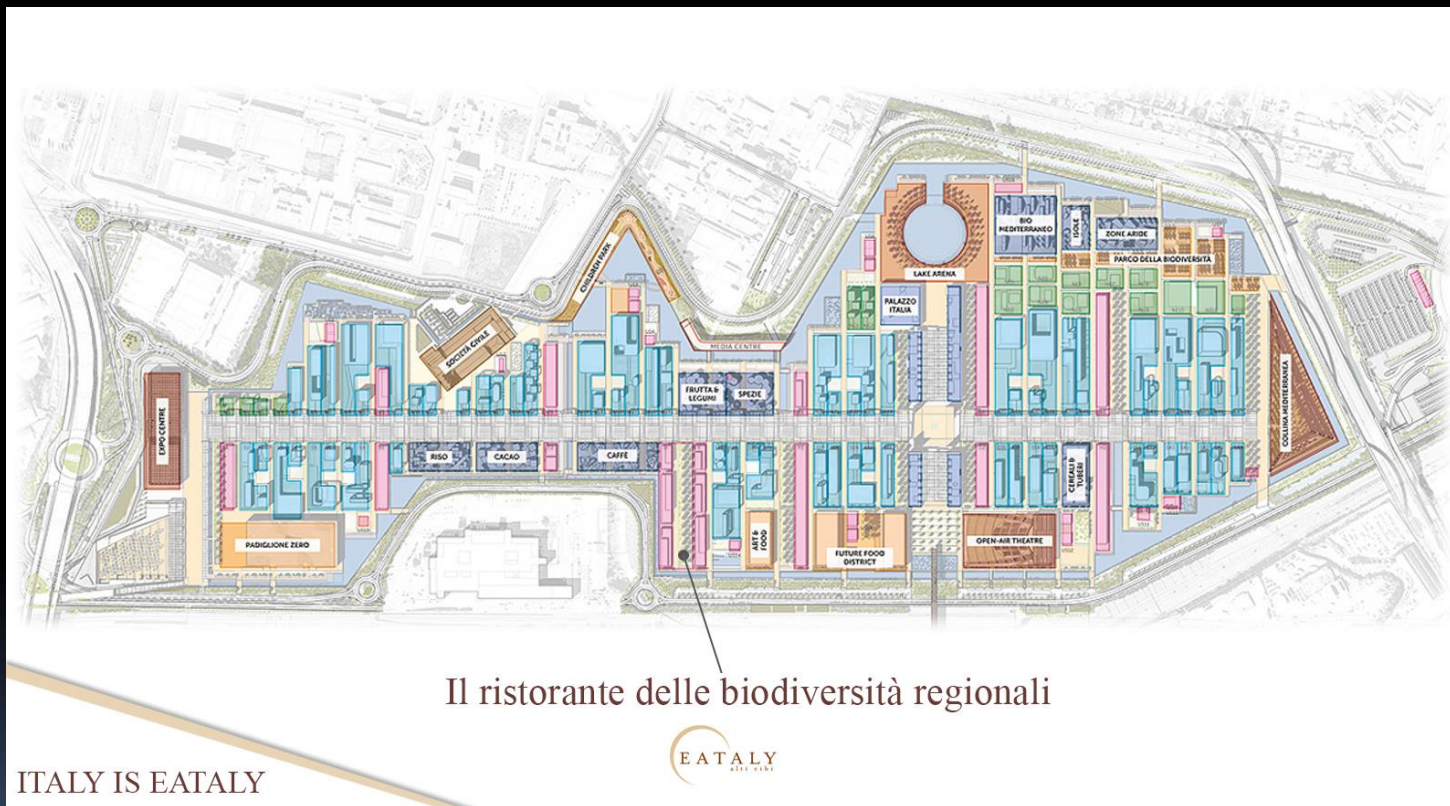 CHILDREN PARK
BIO
MEDITERRANEO
ISOLE
ZONE ARIDE
PARCO DELLA BIODIVERSITÀ
LAKE ARENA
PALAZZO
ITALIA
MEDIA CENTRE
SOCIETÀ CIVILE
EXPO CENTRE
FRUTTA &
LEGUMI
SPEZIE
COLLINA MEDITERRANEA
RISO
CACAO
CAFFÈ
CEREALI &
TUBERI
PADIGLIONE ZERO
ART &
FOOD
FUTURE FOOD
DISTRICT
OPEN-AIR THEATRE
Il ristorante delle biodiversità regionali
EATALY
alti cibi
ITALY IS EATALY